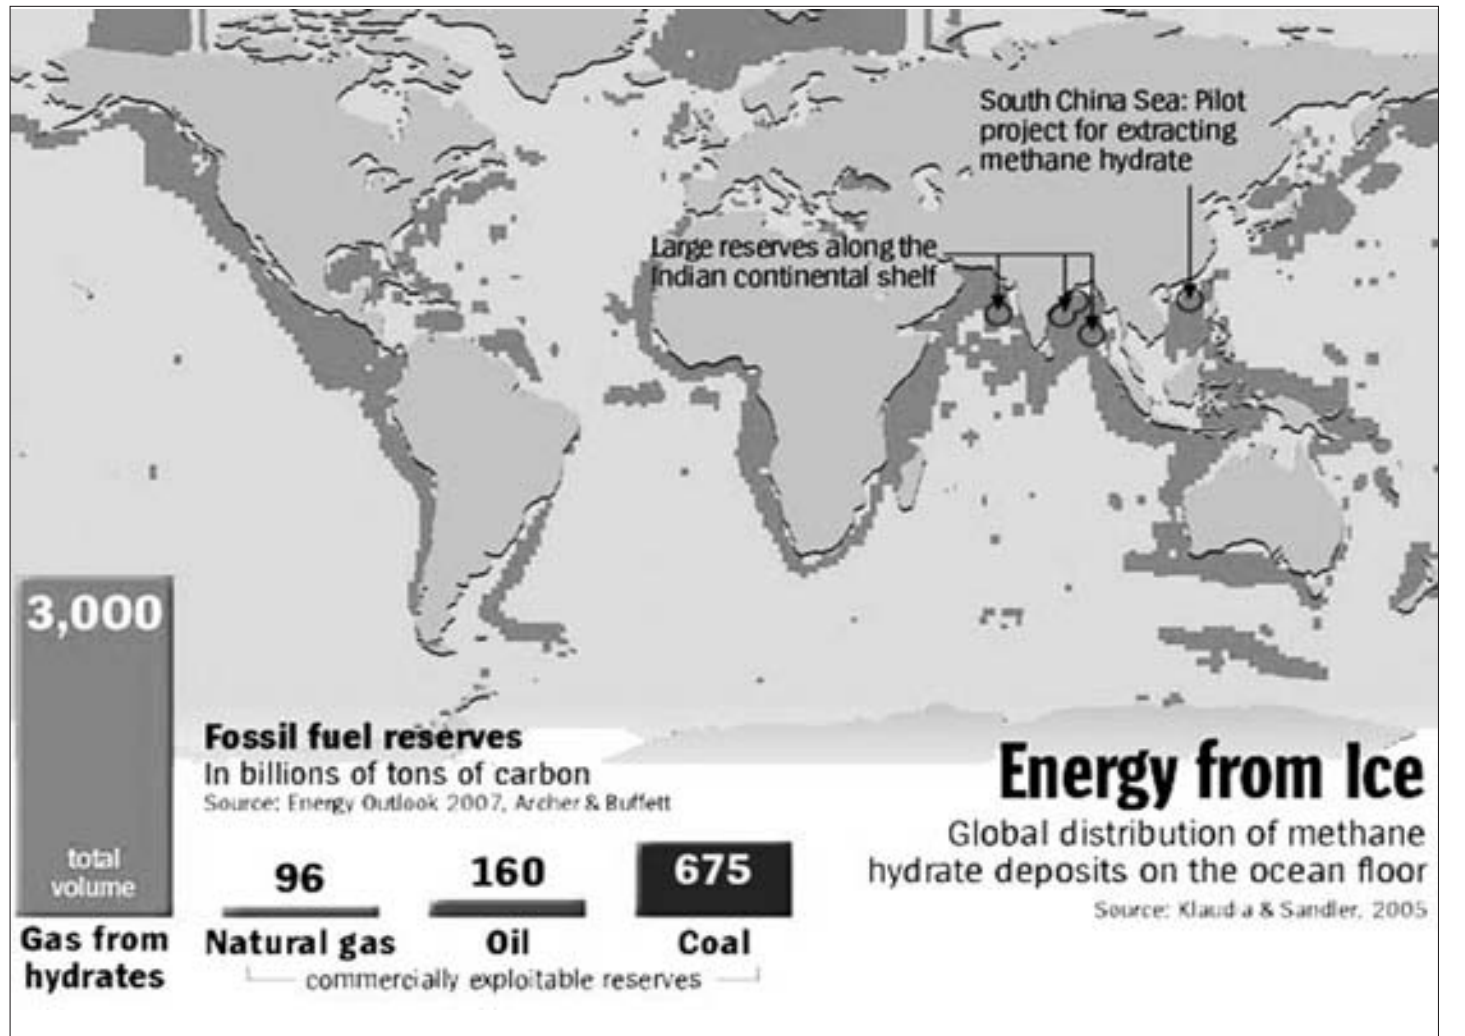 South China Sea: Pilot
project for extracting
methane hydrate
Large reserves along the
Indian continental shelf
3,000
total
volume
Gas from
hydrates
Fossil fuel reserves
In billions of tons of carbon
Source: Energy Outlook 2007, Archer & Buffett
96
Natural gas
160
Oil
675
Coal
commercially exploitable reserves
Energy from Ice
Global distribution of methane
hydrate deposits on the ocean floor
Source: Klaudia & Sandler, 2005